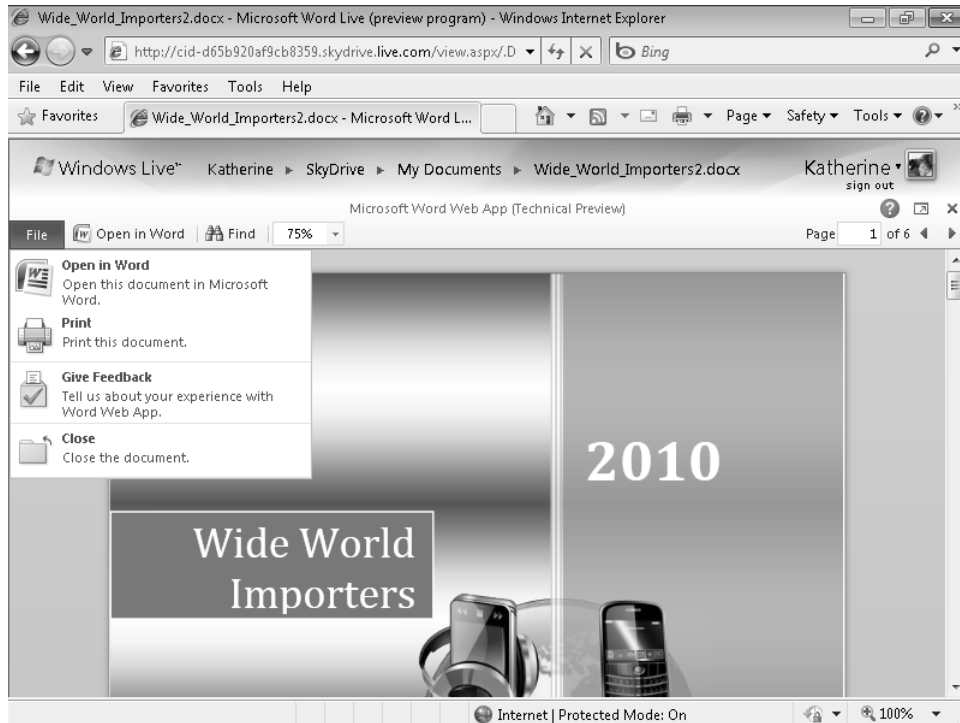 Wide_World_Importers2.docx - Microsoft Word Live (preview program) - Windows Internet Explorer
http://cid-d65b920af9cb8359.skydrive.live.com/view.aspx/.D
Bing
File Edit View Favorites Tools Help
Favorites Wide_World_Importers2.docx - Microsoft Word L... Page Safety Tools
Windows Live™ Katherine ▸ SkyDrive ▸ My Documents ▸ Wide_World_Importers2.docx Katherine
sign out
Microsoft Word Web App (Technical Preview)
File Open in Word Find 75% Page 1 of 6
Open in Word
Open this document in Microsoft
Word.
Print
Print this document.
Give Feedback
Tell us about your experience with
Word Web App.
Close
Close the document.
2010
Wide World
Importers
Internet | Protected Mode: On 100%